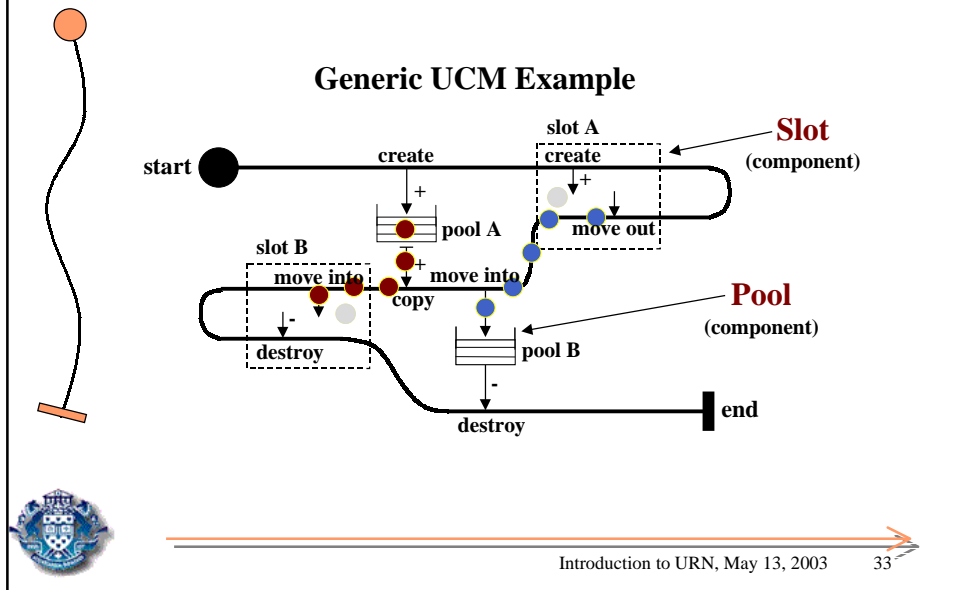 Generic UCM Example
slot A
Slot
(component)
start
create
create
+
+
pool A
move out
slot B
+
move into
move into
copy
Pool
(component)
-
destroy
pool B
-
end
destroy
Introduction to URN, May 13, 2003 33